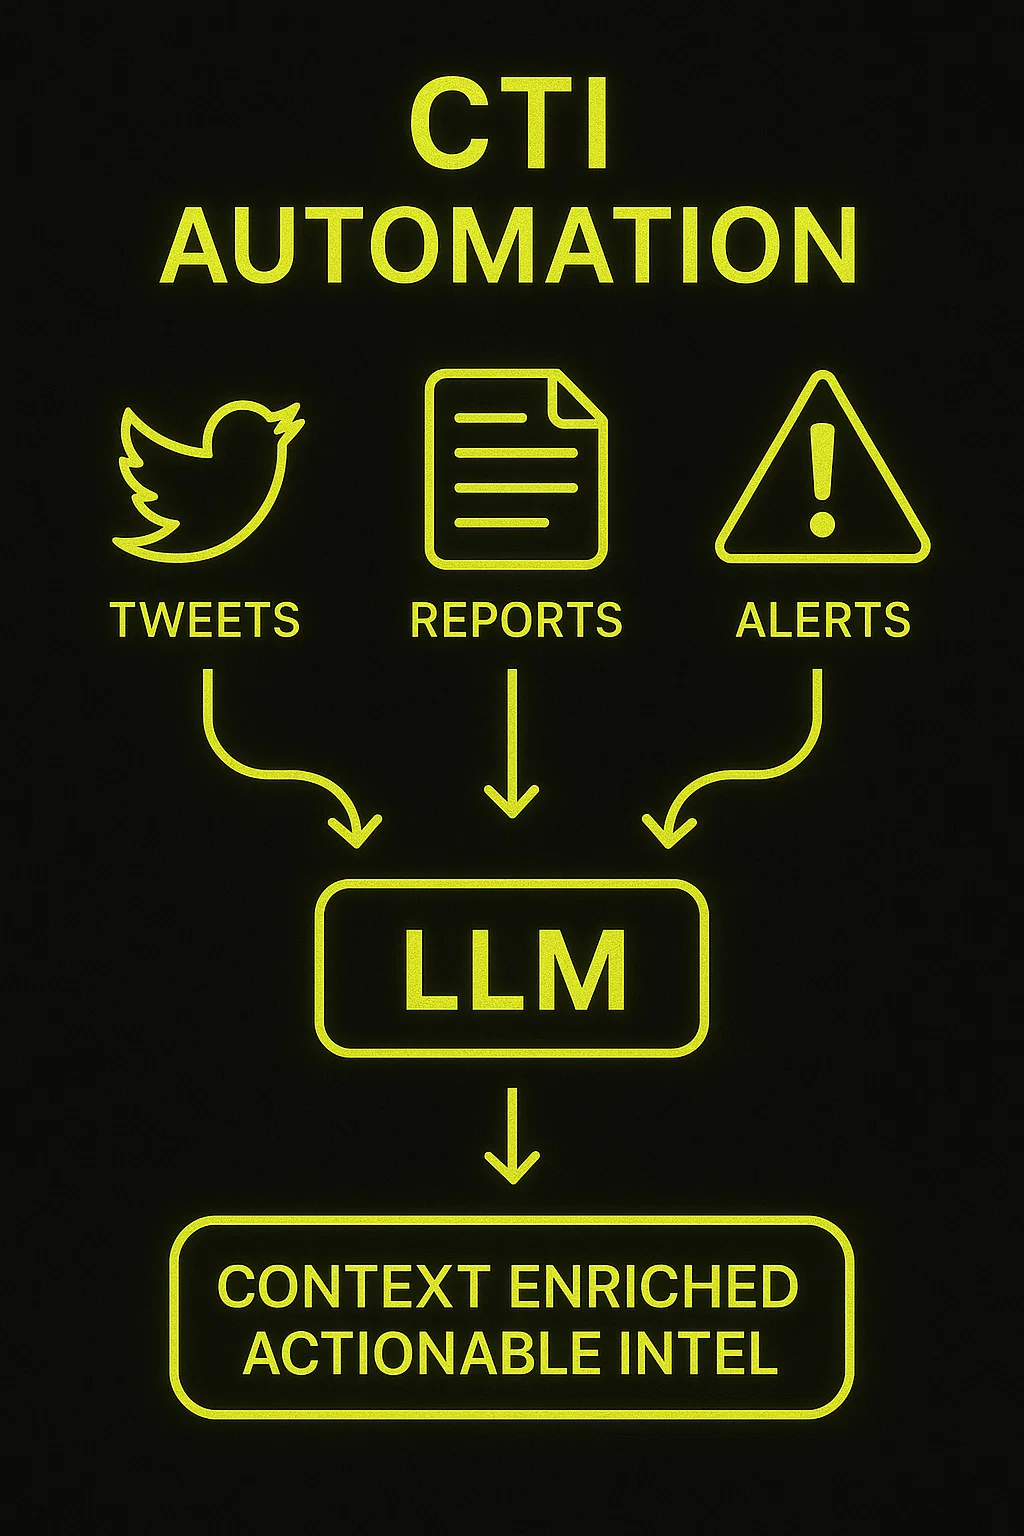 CTI
AUTOMATION
TWEETS
REPORTS
ALERTS
LLM
CONTEXT ENRICHED
ACTIONABLE INTEL